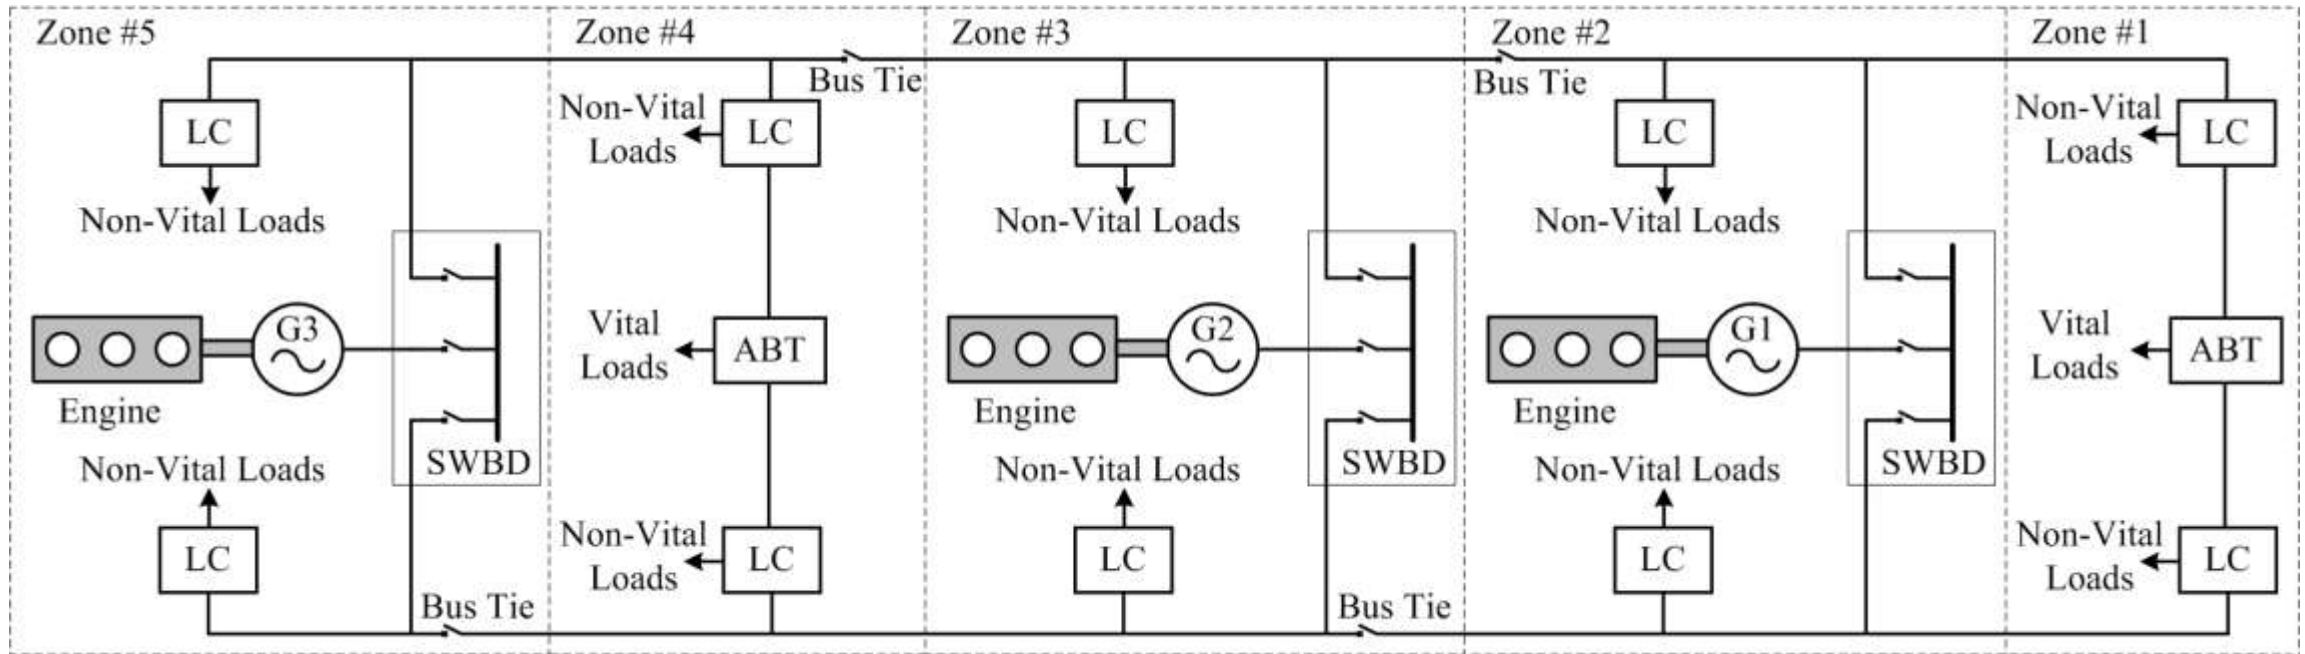 Zone #5
Zone #4
Zone #3
Zone #2
Zone #1
Bus Tie
Bus Tie
LC
Non-Vital Loads
Non-Vital
Loads
LC
LC
Non-Vital Loads
LC
Non-Vital Loads
Non-Vital
Loads
LC
G3
Engine
SWBD
Vital
Loads
ABT
G2
Engine
SWBD
G1
Engine
SWBD
Vital
Loads
ABT
Non-Vital Loads
LC
Bus Tie
Non-Vital
Loads
LC
Non-Vital Loads
LC
Bus Tie
Non-Vital Loads
LC
Non-Vital
Loads
LC